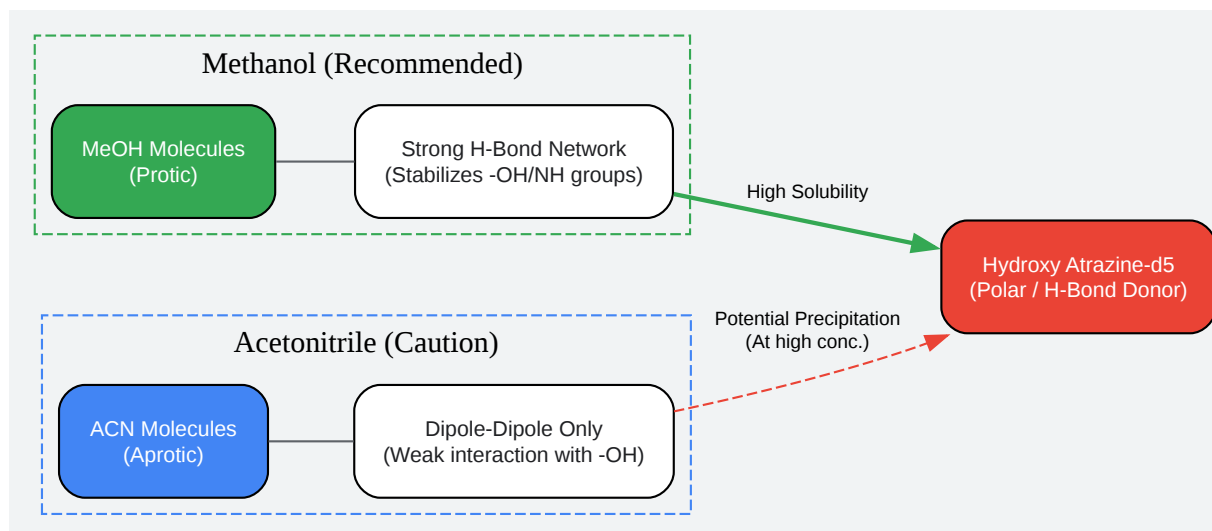 Methanol (Recommended)
MeOH Molecules
(Protic)
Strong H-Bond Network
(Stabilizes -OH/NH groups)
High Solubility
Hydroxy Atrazine-d5
(Polar / H-Bond Donor)
Potential Precipitation
(At high conc.)
Acetonitrile (Caution)
ACN Molecules
(Aprotic)
Dipole-Dipole Only
(Weak interaction with -OH)